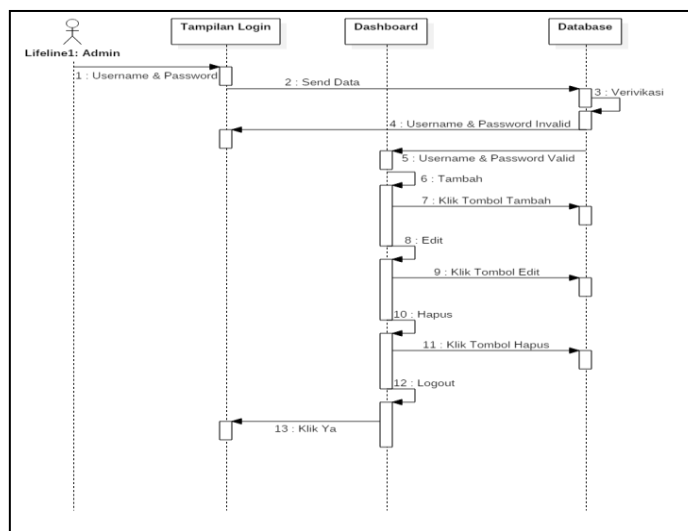 Tampilan Login
Dashboard
Database
Lifeline1: Admin
1 : Username & Password
2 : Send Data
3 : Verivikasi
4 : Username & Password Invalid
5 : Username & Password Valid
6 : Tambah
7 : Klik Tombol Tambah
8 : Edit
9 : Klik Tombol Edit
10 : Hapus
11 : Klik Tombol Hapus
12 : Logout
13 : Klik Ya